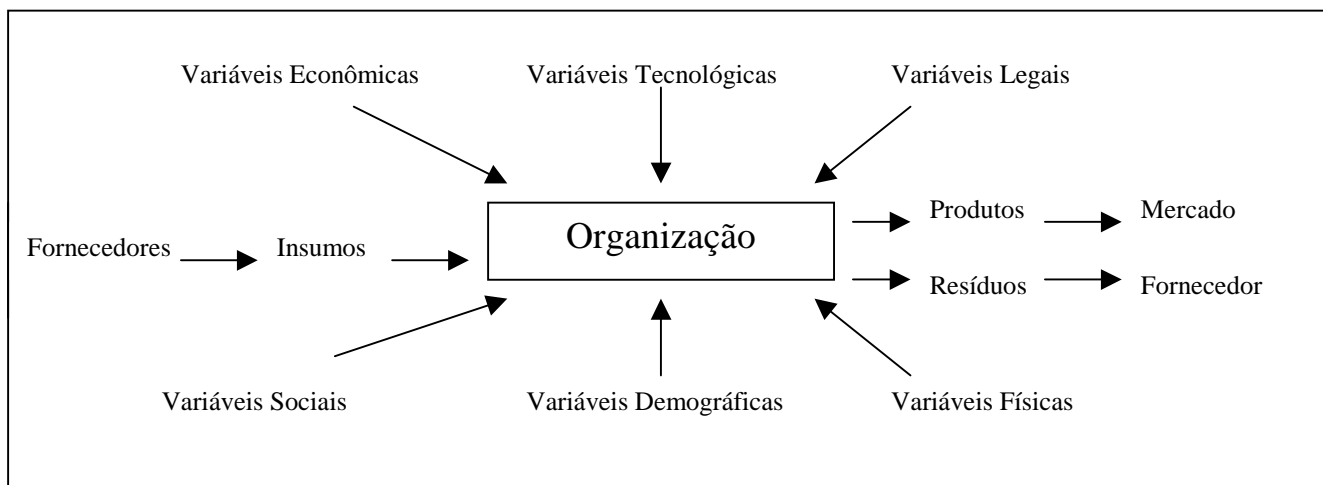 Variáveis Econômicas Variáveis Tecnológicas Variáveis Legais
Produtos Mercado
Organização
Fornecedores Insumos
Resíduos Fornecedor
Variáveis Sociais Variáveis Demográficas Variáveis Físicas